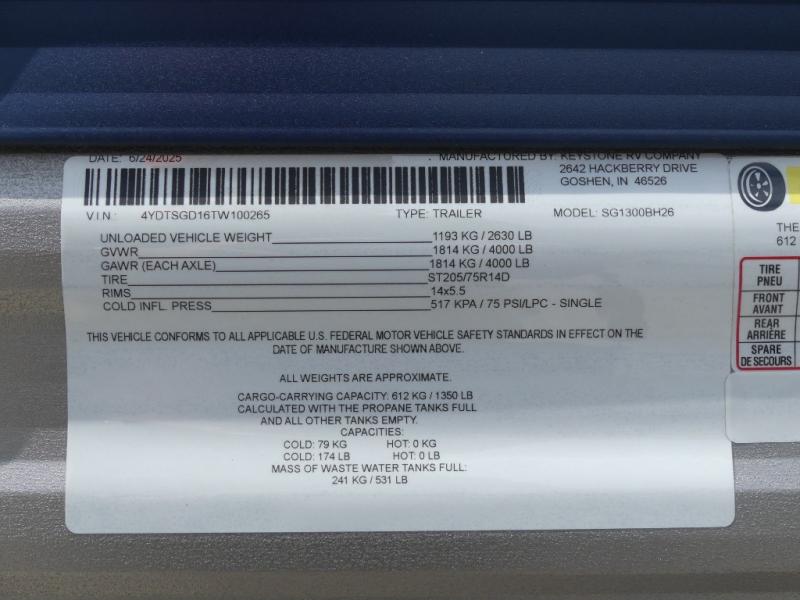 DATE: 6/24/2025
MANUFACTURED BY: KEYSTONE RV COMPANY
2642 HACKBERRY DRIVE
GOSHEN, IN 46526
V.I.N.: 4YDTSGD16TW100265 TYPE: TRAILER MODEL: SG1300BH26
UNLOADED VEHICLE WEIGHT 1193 KG / 2630 LB
GVWR 1814 KG / 4000 LB
GAWR (EACH AXLE) 1814 KG / 4000 LB
TIRE ST205/75R14D
RIMS 14x5.5
COLD INFL. PRESS 517 KPA / 75 PSI/LPC - SINGLE
THIS VEHICLE CONFORMS TO ALL APPLICABLE U.S. FEDERAL MOTOR VEHICLE SAFETY STANDARDS IN EFFECT ON THE
DATE OF MANUFACTURE SHOWN ABOVE.
ALL WEIGHTS ARE APPROXIMATE.
CARGO-CARRYING CAPACITY: 612 KG / 1350 LB
CALCULATED WITH THE PROPANE TANKS FULL
AND ALL OTHER TANKS EMPTY.
CAPACITIES:
COLD: 79 KG HOT: 0 KG
COLD: 174 LB HOT: 0 LB
MASS OF WASTE WATER TANKS FULL:
241 KG / 531 LB
THE
612
TIRE
PNEU
FRONT
AVANT
REAR
ARRIÈRE
SPARE
DE SECOURS